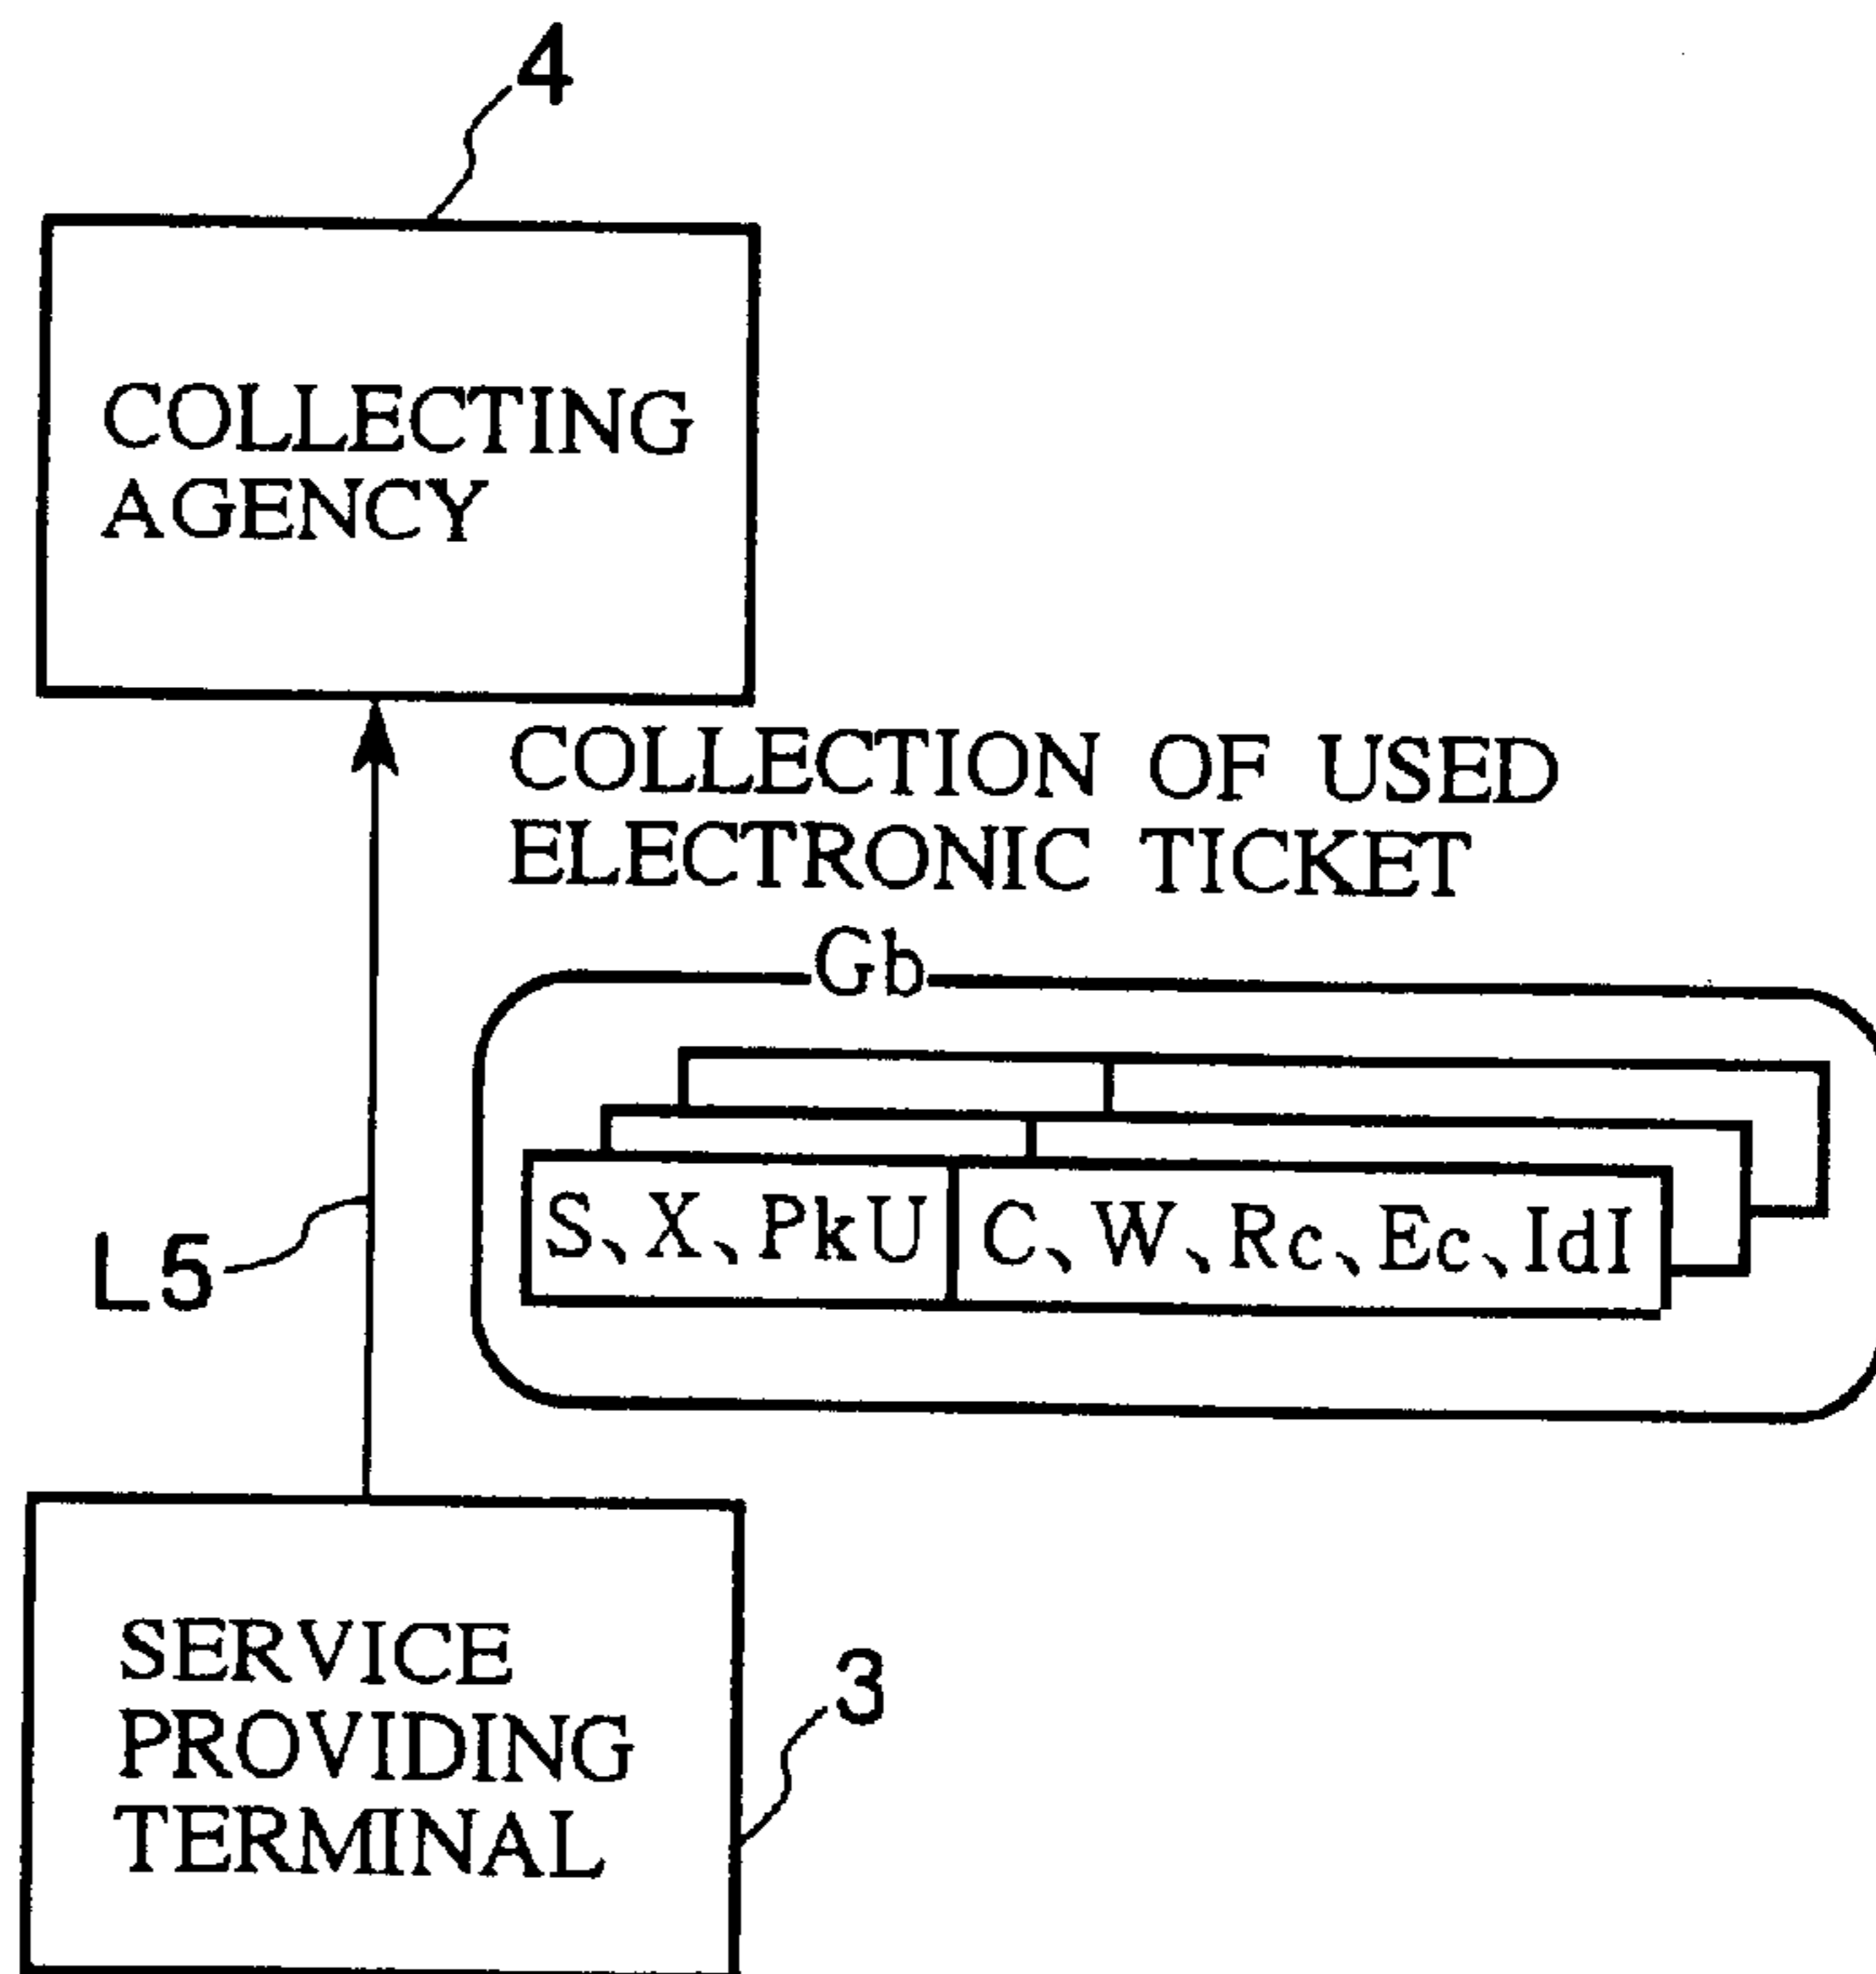 4
COLLECTING
AGENCY
COLLECTION OF USED
ELECTRONIC TICKET
Gb
S、X、PkU C、W、Rc、Ec、IdI
L5
SERVICE
PROVIDING
TERMINAL
3